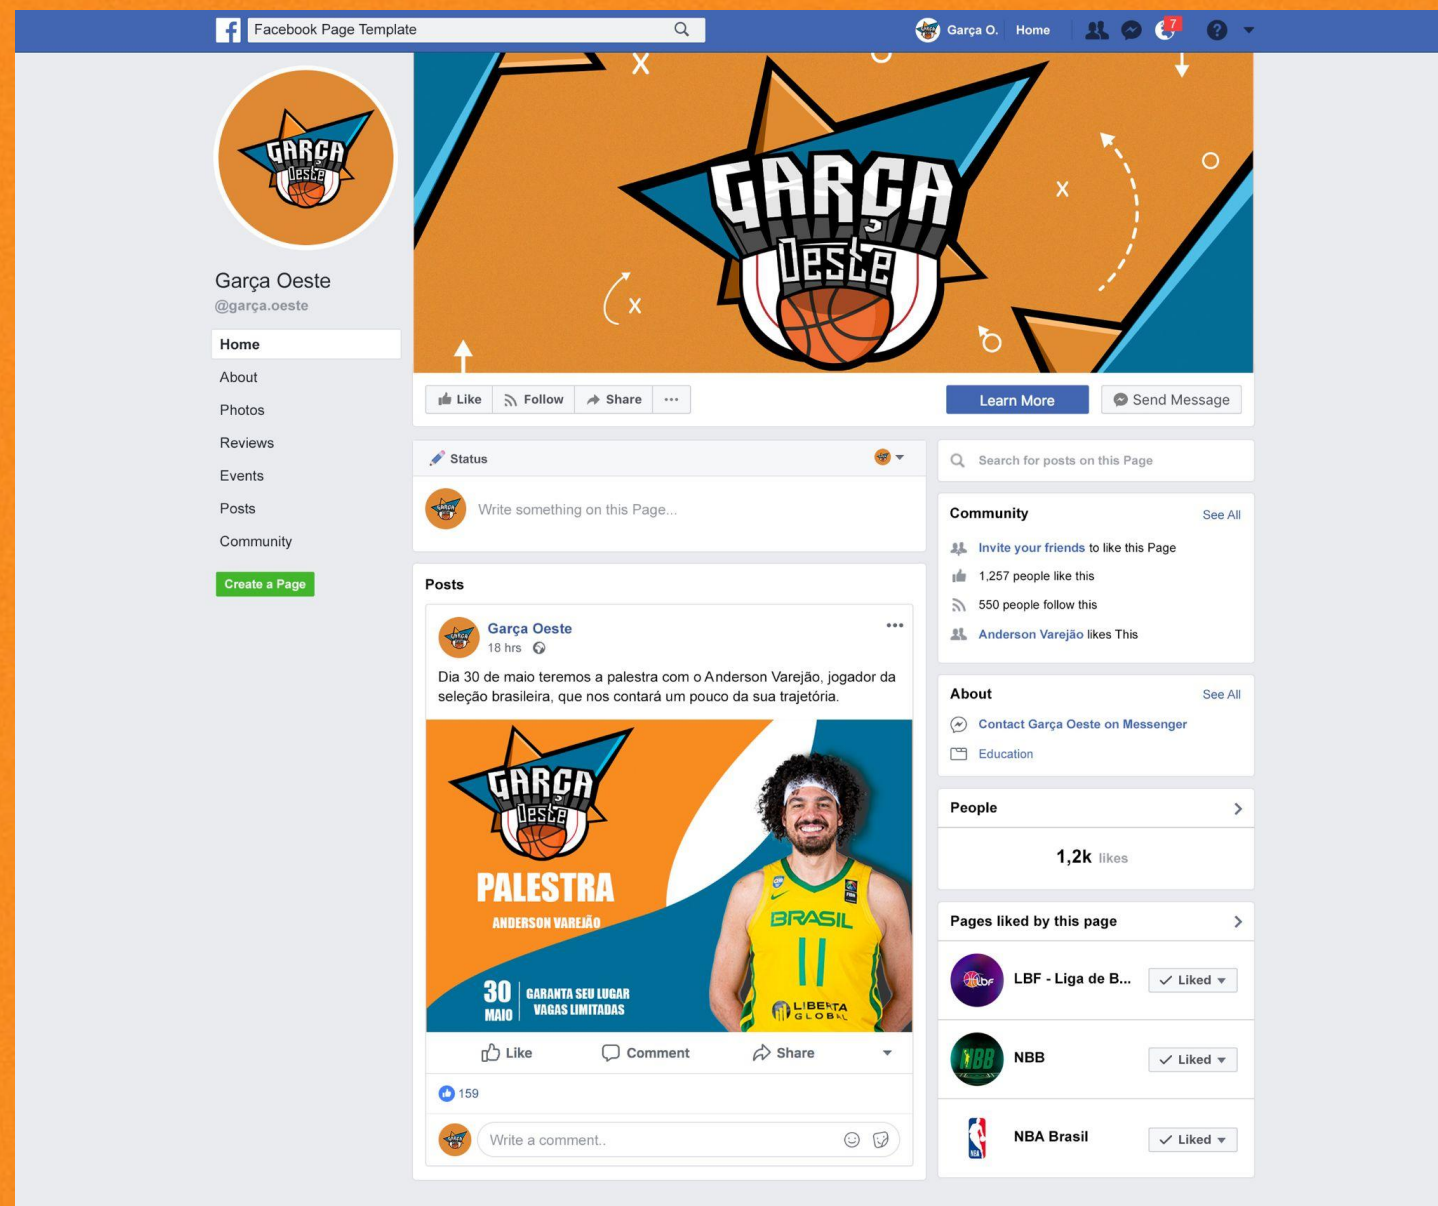 Facebook Page Template
Garça O.
Home
7
?
GARÇA
Oeste
Garça Oeste
@garça.oeste
Home
About
Photos
Reviews
Events
Posts
Community
Create a Page
GARÇA
Oeste
Like
Follow
Share
Learn More
Send Message
Status
Write something on this Page...
Posts
Garça Oeste
18 hrs
Dia 30 de maio teremos a palestra com o Anderson Varejão, jogador da
seleção brasileira, que nos contará um pouco da sua trajetória.
GARÇA
Oeste
PALESTRA
ANDERSON VAREJÃO
30
MAIO
GARANTA SEU LUGAR
VAGAS LIMITADAS
BRASIL
11
LIBERTA
GLOBAL
Like
Comment
Share
159
Write a comment..
Search for posts on this Page
Community
See All
Invite your friends to like this Page
1,257 people like this
550 people follow this
Anderson Varejão likes This
About
See All
Contact Garça Oeste on Messenger
Education
People
1,2k likes
Pages liked by this page
LBF
LBF - Liga de B...
Liked
NBB
NBB
Liked
NBA
NBA Brasil
Liked